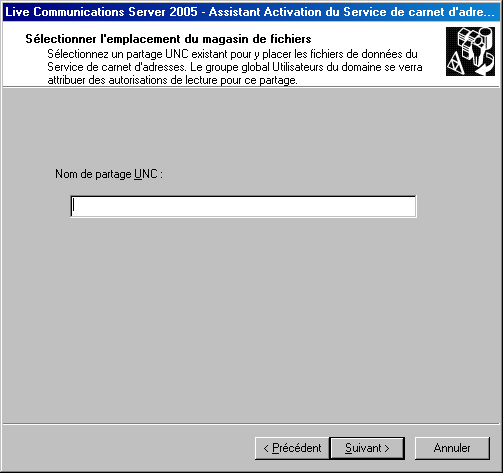 Live Communications Server 2005 - Assistant Activation du Service de carnet d'adre...
Sélectionner l'emplacement du magasin de fichiers
Sélectionnez un partage UNC existant pour y placer les fichiers de données du
Service de carnet d'adresses. Le groupe global Utilisateurs du domaine se verra
attribuer des autorisations de lecture pour ce partage.
Nom de partage UNC :
< Précédent Suivant > Annuler